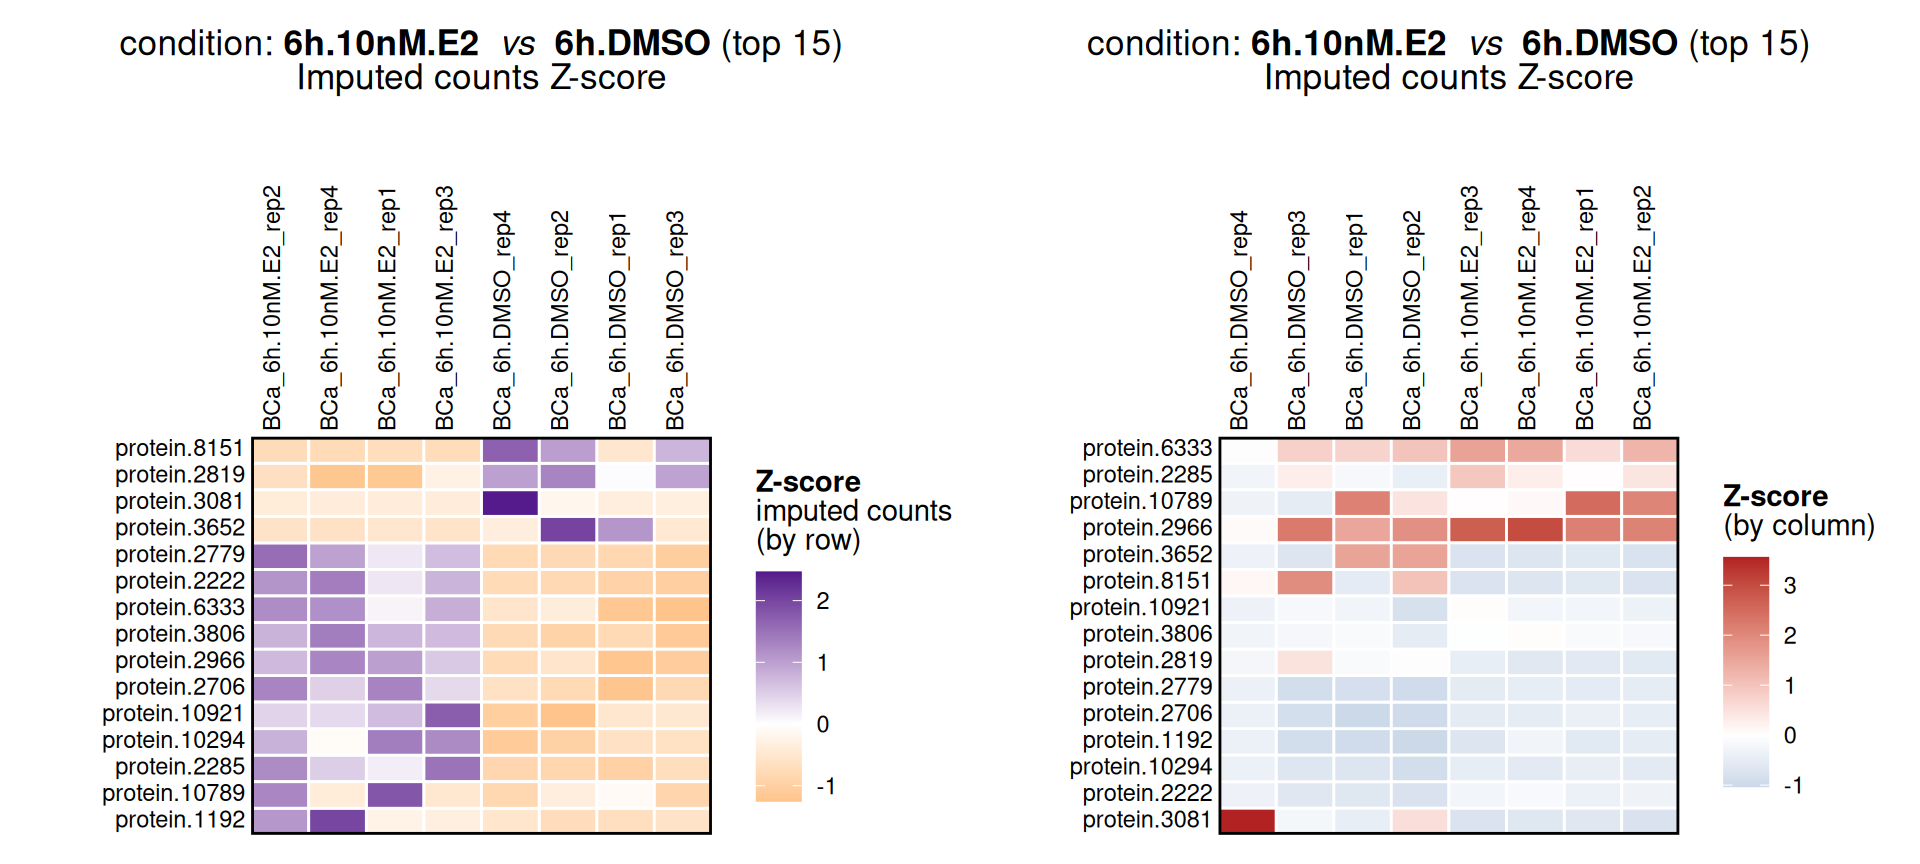 condition: 6h.10nM.E2 vs 6h.DMSO (top 15)
Imputed counts Z-score
BCa_6h.10nM.E2_rep2
BCa_6h.10nM.E2_rep4
BCa_6h.10nM.E2_rep1
BCa_6h.10nM.E2_rep3
BCa_6h.DMSO_rep4
BCa_6h.DMSO_rep2
BCa_6h.DMSO_rep1
BCa_6h.DMSO_rep3
protein.8151
protein.2819
protein.3081
protein.3652
protein.2779
protein.2222
protein.6333
protein.3806
protein.2966
protein.2706
protein.10921
protein.10294
protein.2285
protein.10789
protein.1192
Z-score
imputed counts
(by row)
2
1
0
-1
condition: 6h.10nM.E2 vs 6h.DMSO (top 15)
Imputed counts Z-score
BCa_6h.DMSO_rep4
BCa_6h.DMSO_rep3
BCa_6h.DMSO_rep1
BCa_6h.DMSO_rep2
BCa_6h.10nM.E2_rep3
BCa_6h.10nM.E2_rep4
BCa_6h.10nM.E2_rep1
BCa_6h.10nM.E2_rep2
protein.6333
protein.2285
protein.10789
protein.2966
protein.3652
protein.8151
protein.10921
protein.3806
protein.2819
protein.2779
protein.2706
protein.1192
protein.10294
protein.2222
protein.3081
Z-score
(by column)
3
2
1
0
-1